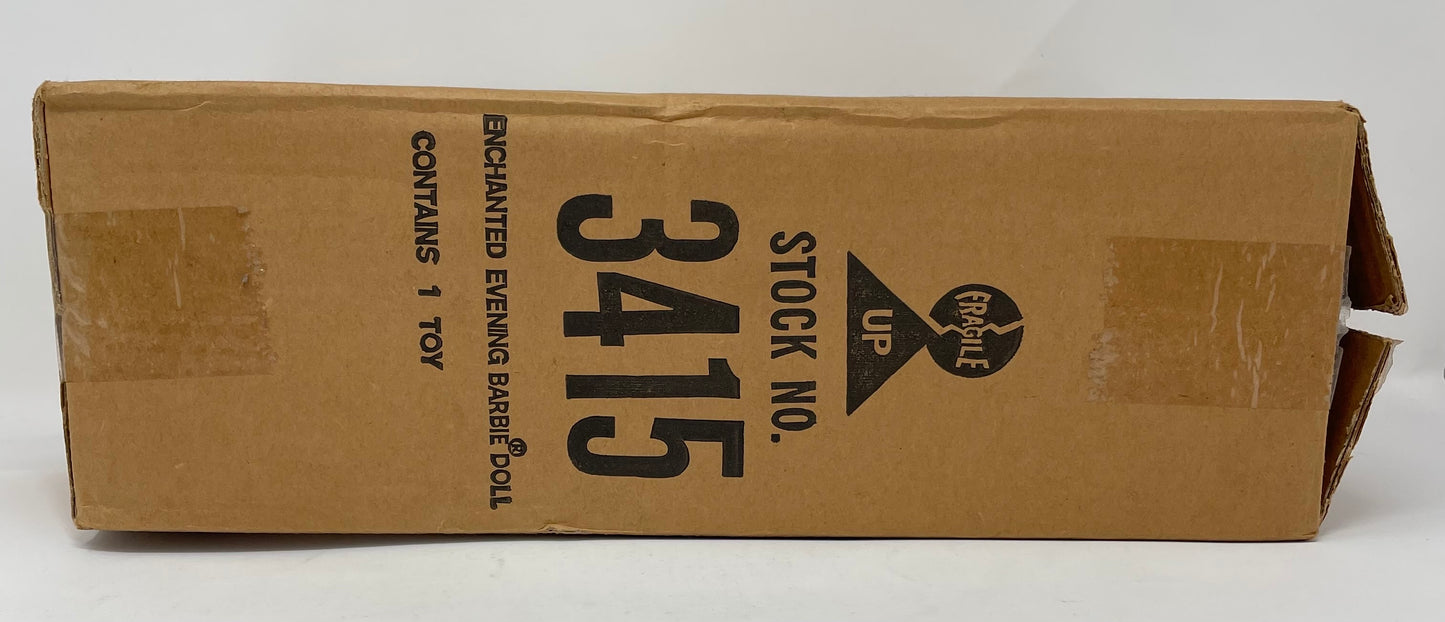 FRAGILE
UP
STOCK NO.
3415
ENCHANTED EVENING BARBIE® DOLL
CONTAINS 1 TOY